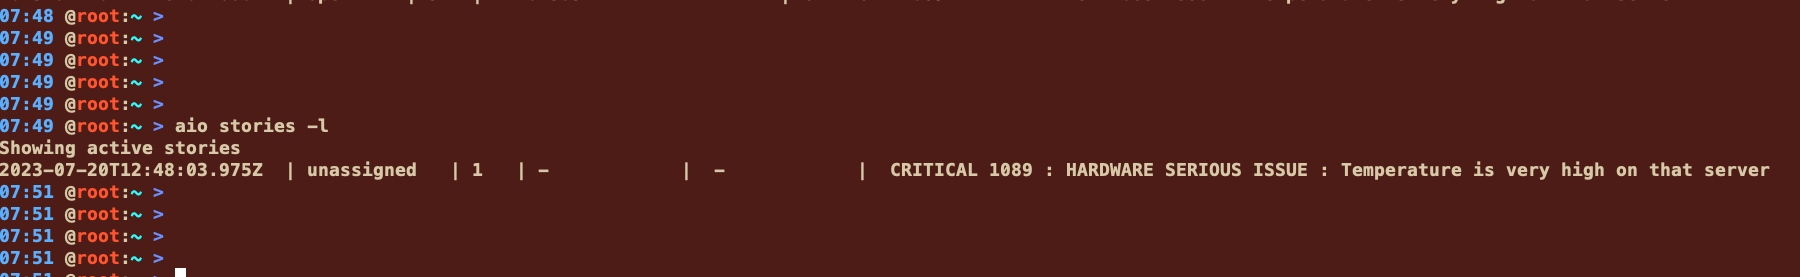 07:48 @root:~ >
07:49 @root:~ >
07:49 @root:~ >
07:49 @root:~ >
07:49 @root:~ >
07:49 @root:~ > aio stories -l
Showing active stories
2023-07-20T12:48:03.975Z | unassigned | 1 | - | - | CRITICAL 1089 : HARDWARE SERIOUS ISSUE : Temperature is very high on that server
07:51 @root:~ >
07:51 @root:~ >
07:51 @root:~ >
07:51 @root:~ >